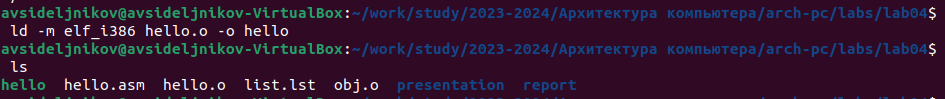 avsideljnikov@avsideljnikov-VirtualBox:~/work/study/2023-2024/Архитектура компьютера/arch-pc/labs/lab04$
ld -m elf_i386 hello.o -o hello
avsideljnikov@avsideljnikov-VirtualBox:~/work/study/2023-2024/Архитектура компьютера/arch-pc/labs/lab04$
ls
hello hello.asm hello.o list.lst obj.o presentation report